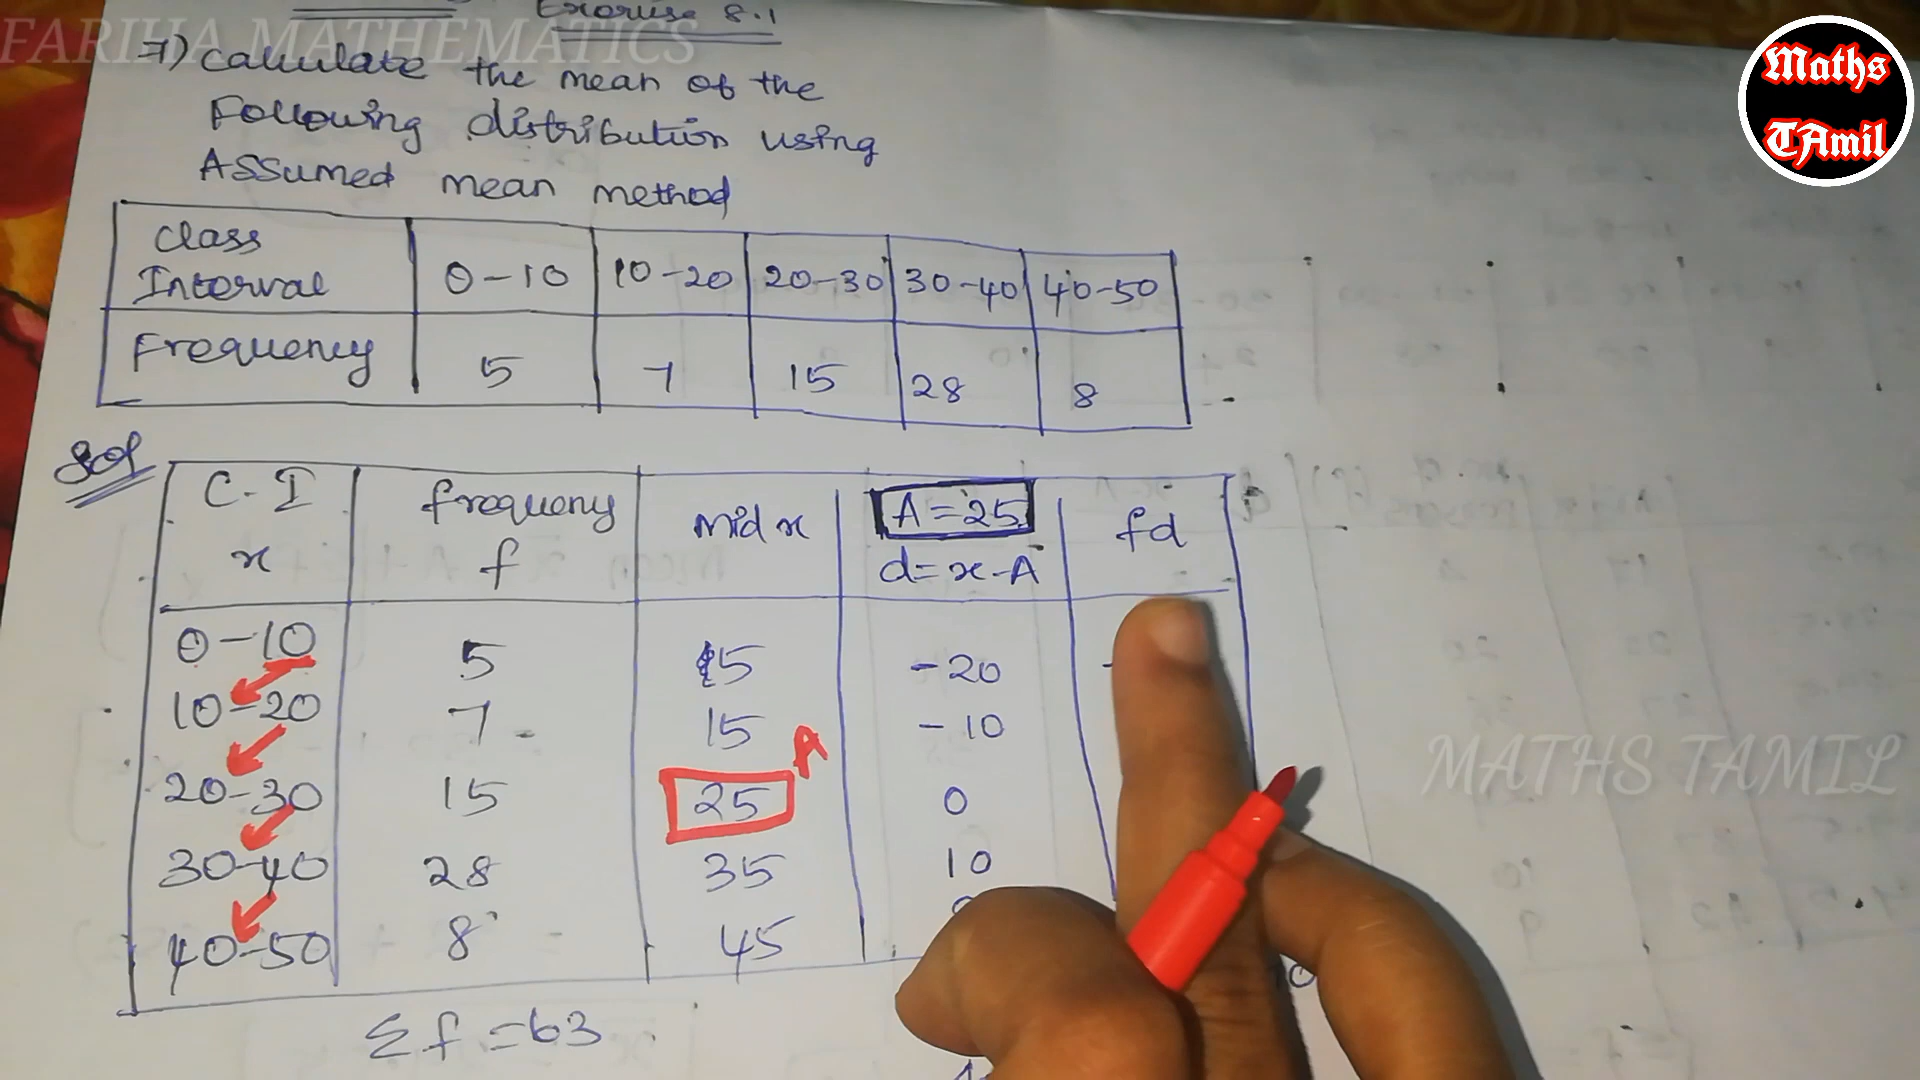 FARIHA MATHEMATICS
Exercise 8.1
Maths
TAmil
7) Calculate the mean of the
Following distribution using
Assumed mean method
Class Interval 0-10 10-20 20-30 30-40 40-50
Frequency 5 7 15 28 8
Sol
C.I x frequeny f mid x A=25 d=x-A fd
0-10 5 5 -20
10-20 7 15 -10
20-30 15 25 A 0
30-40 28 35 10
40-50 8 45
Σf=63
MATHS TAMIL